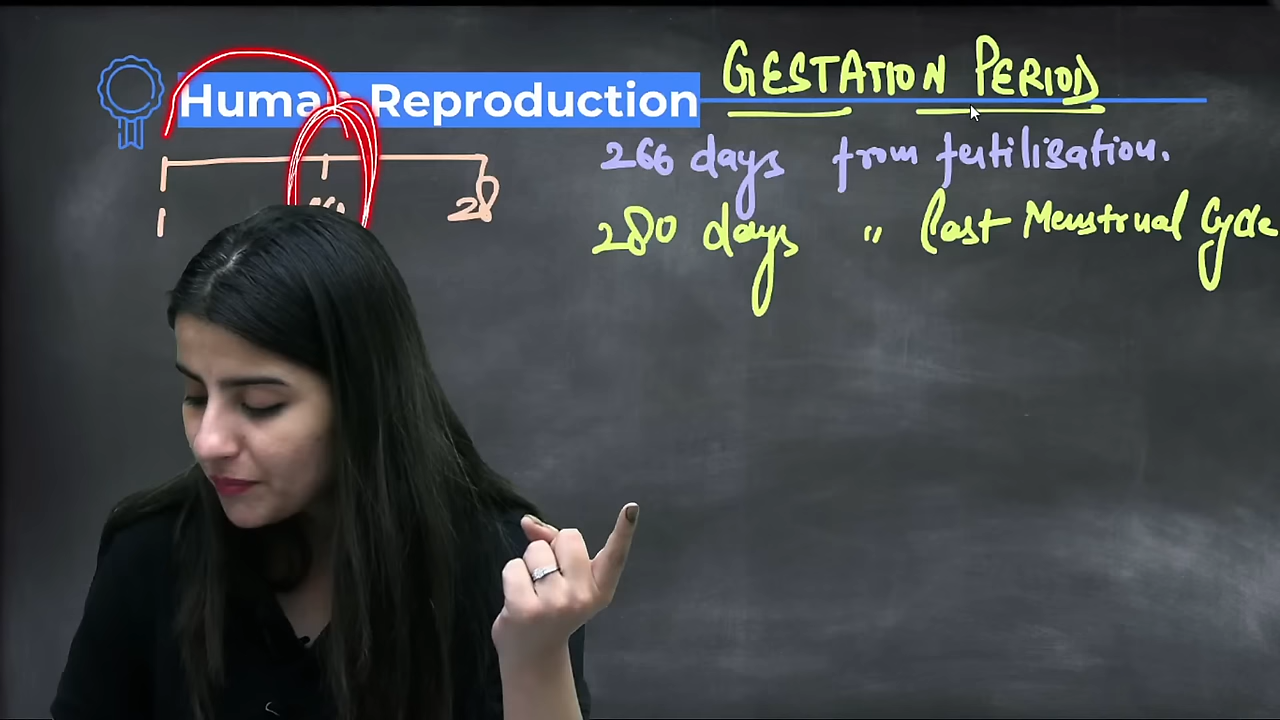 GESTATION PERIOD
Human Reproduction
266 days from fertilisation.
280 days " Last Menstrual Cycle
1 28